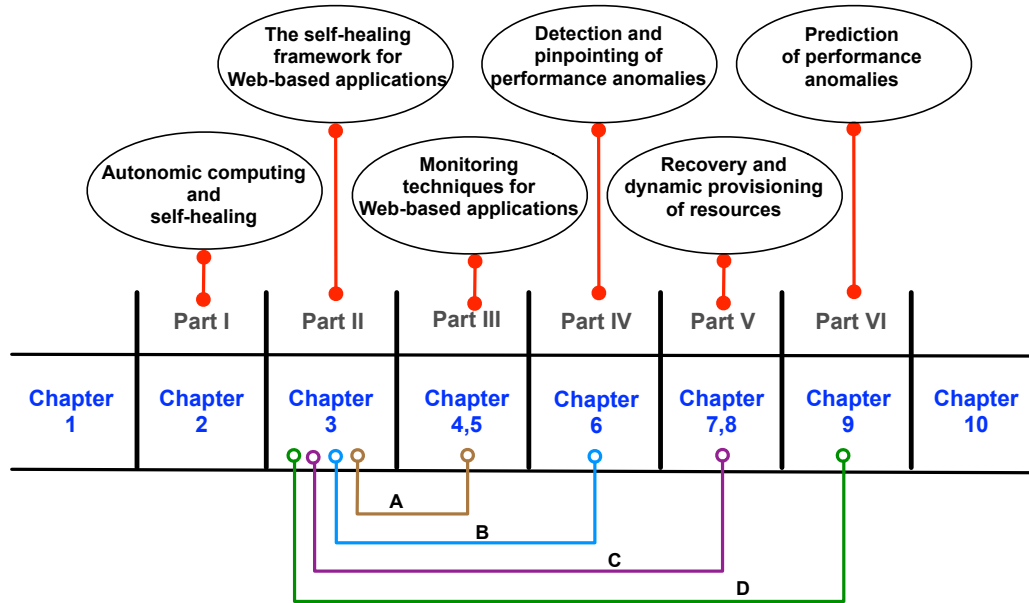 The self-healing
framework for
Web-based applications
Detection and
pinpointing of
performance anomalies
Prediction
of performance
anomalies
Autonomic computing
and
self-healing
Monitoring
techniques for
Web-based applications
Recovery and
dynamic provisioning
of resources
Part I
Part II
Part III
Part IV
Part V
Part VI
Chapter
1
Chapter
2
Chapter
3
Chapter
4,5
Chapter
6
Chapter
7,8
Chapter
9
Chapter
10
A
B
C
D